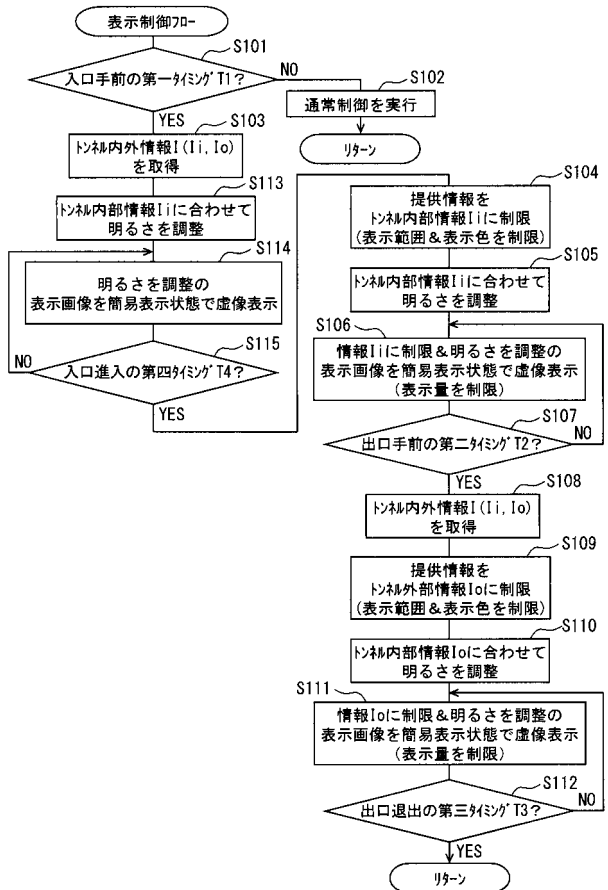 表示制御フロー
S101
入口手前の第一タイミングT1?
NO
S102
通常制御を実行
リターン
YES
S103
トンネル内外情報I(Ii,Io)
を取得
S113
トンネル内部情報Iiに合わせて
明るさを調整
S114
明るさを調整の
表示画像を簡易表示状態で虚像表示
S115
NO
入口進入の第四タイミングT4?
YES
S104
提供情報を
トンネル内部情報Iiに制限
(表示範囲&表示色を制限)
S105
トンネル内部情報Iiに合わせて
明るさを調整
S106
情報Iiに制限&明るさを調整の
表示画像を簡易表示状態で虚像表示
(表示量を制限)
S107
出口手前の第二タイミングT2?
NO
YES
S108
トンネル内外情報I(Ii,Io)
を取得
S109
提供情報を
トンネル外部情報Ioに制限
(表示範囲&表示色を制限)
S110
トンネル内部情報Ioに合わせて
明るさを調整
S111
情報Ioに制限&明るさを調整の
表示画像を簡易表示状態で虚像表示
(表示量を制限)
S112
出口退出の第三タイミングT3?
NO
YES
リターン